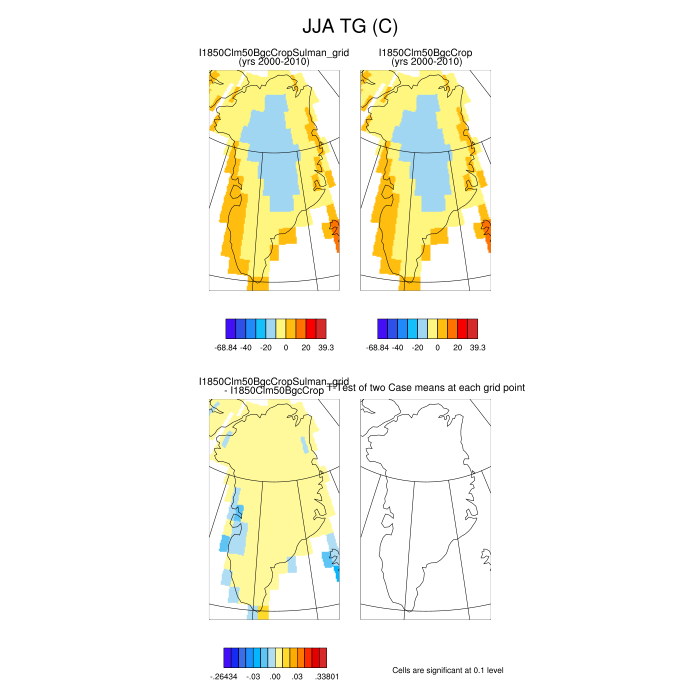 JJA TG (C)
I1850Clm50BgcCropSulman_grid
(yrs 2000-2010)
I1850Clm50BgcCrop
(yrs 2000-2010)
-68.84 -40 -20 0 20 39.3
-68.84 -40 -20 0 20 39.3
I1850Clm50BgcCropSulman_grid
- I1850Clm50BgcCrop
T-Test of two Case means at each grid point
-.26434 -.03 .00 .03 .33801
Cells are significant at 0.1 level